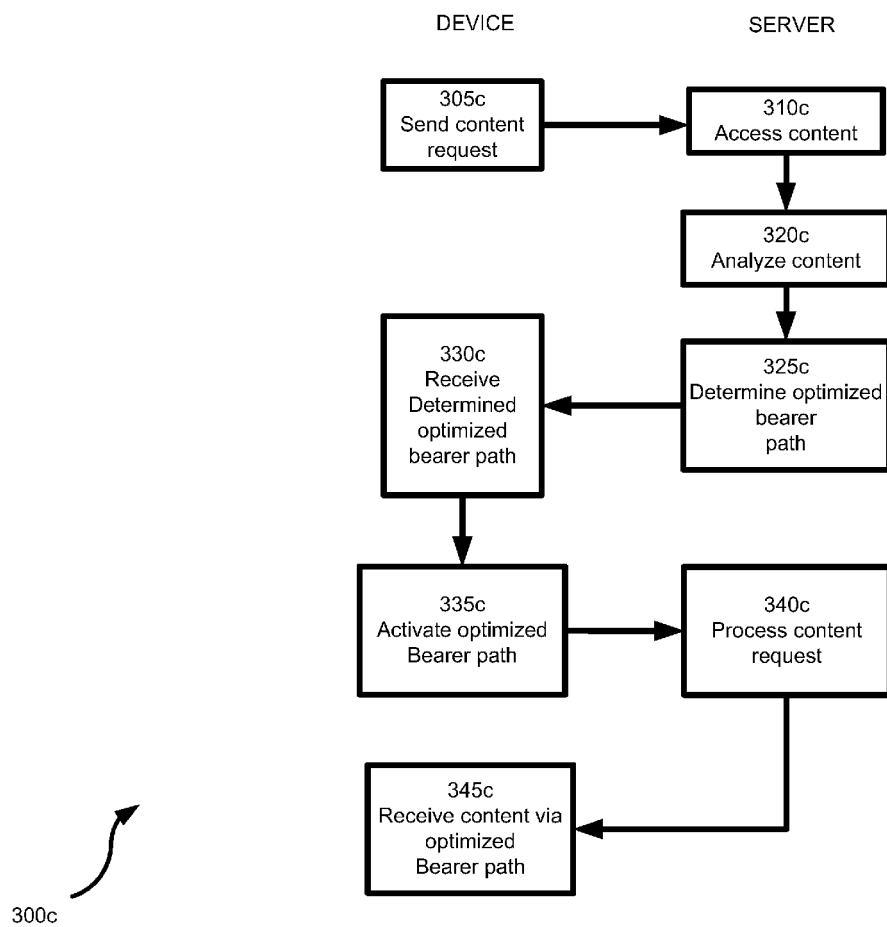 DEVICE
SERVER
305c
Send content
request
310c
Access content
320c
Analyze content
330c
Receive
Determined
optimized
bearer path
325c
Determine optimized
bearer
path
335c
Activate optimized
Bearer path
340c
Process content
request
345c
Receive content via
optimized
Bearer path
300c